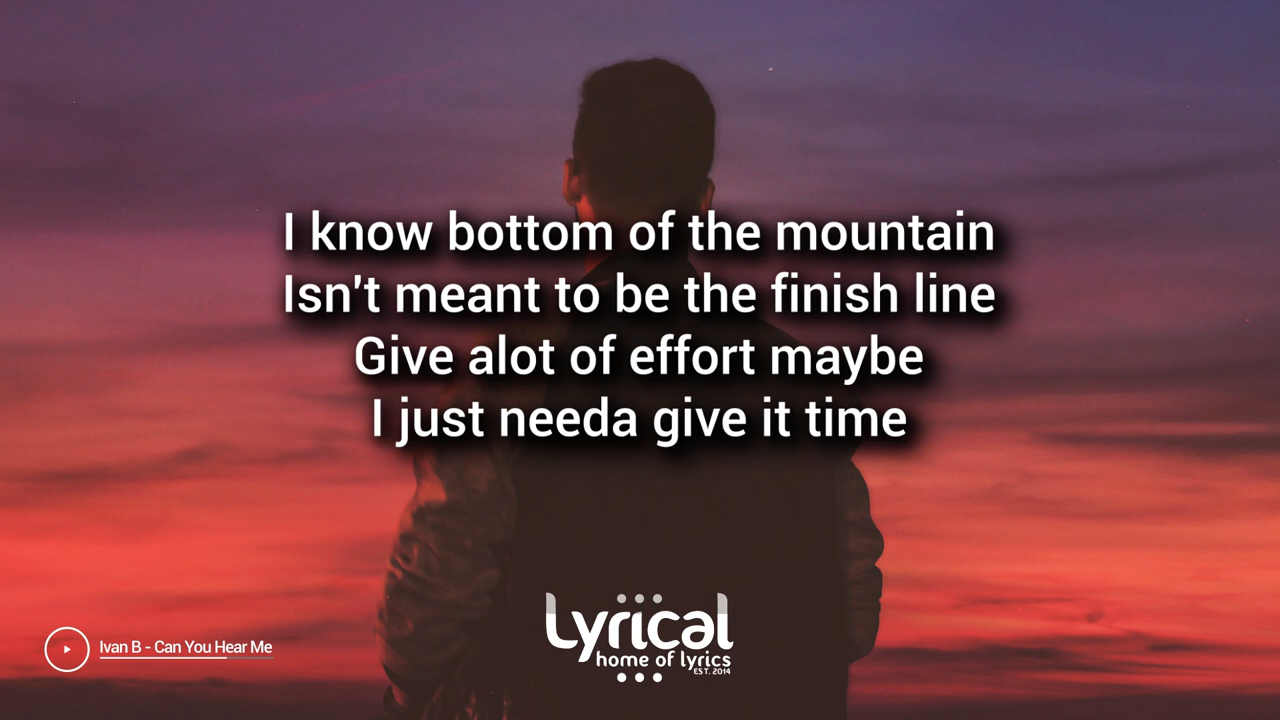 I know bottom of the mountain
Isn't meant to be the finish line
Give alot of effort maybe
I just needa give it time
Lyrical
home of lyrics
EST. 2014
Ivan B - Can You Hear Me